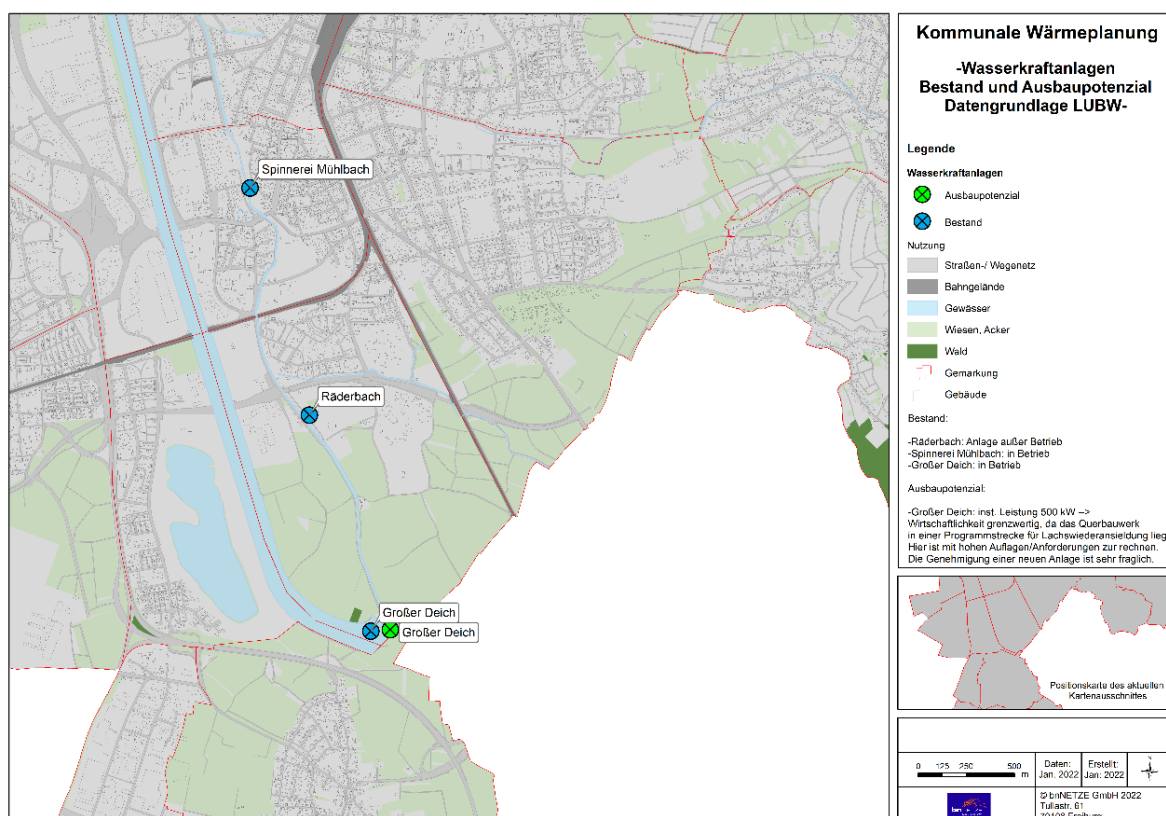 Kommunale Wärmeplanung
-Wasserkraftanlagen
Bestand und Ausbaupotenzial
Datengrundlage LUBW-
Legende
Wasserkraftanlagen
Ausbaupotenzial
Bestand
Nutzung
Straßen-/ Wegenetz
Bahngelände
Gewässer
Wiesen, Acker
Wald
Gemarkung
Gebäude
Bestand:
-Räderbach: Anlage außer Betrieb
-Spinnerei Mühlbach: in Betrieb
-Großer Deich: in Betrieb
Ausbaupotenzial:
-Großer Deich: inst. Leistung 500 kW -->
Wirtschaftlichkeit grenzwertig, da das Querbauwerk
in einer Programmstrecke für Lachswiederansiedlung lieg
Hier ist mit hohen Auflagen/Anforderungen zu rechnen.
Die Genehmigung einer neuen Anlage ist sehr fraglich.
Spinnerei Mühlbach
Räderbach
Großer Deich
Großer Deich
Positionskarte des aktuellen
Kartenausschnittes
0 125 250 500
m
Daten:
Jan. 2022
Erstellt:
Jan: 2022
© bnNETZE GmbH 2022
Tullastr. 61